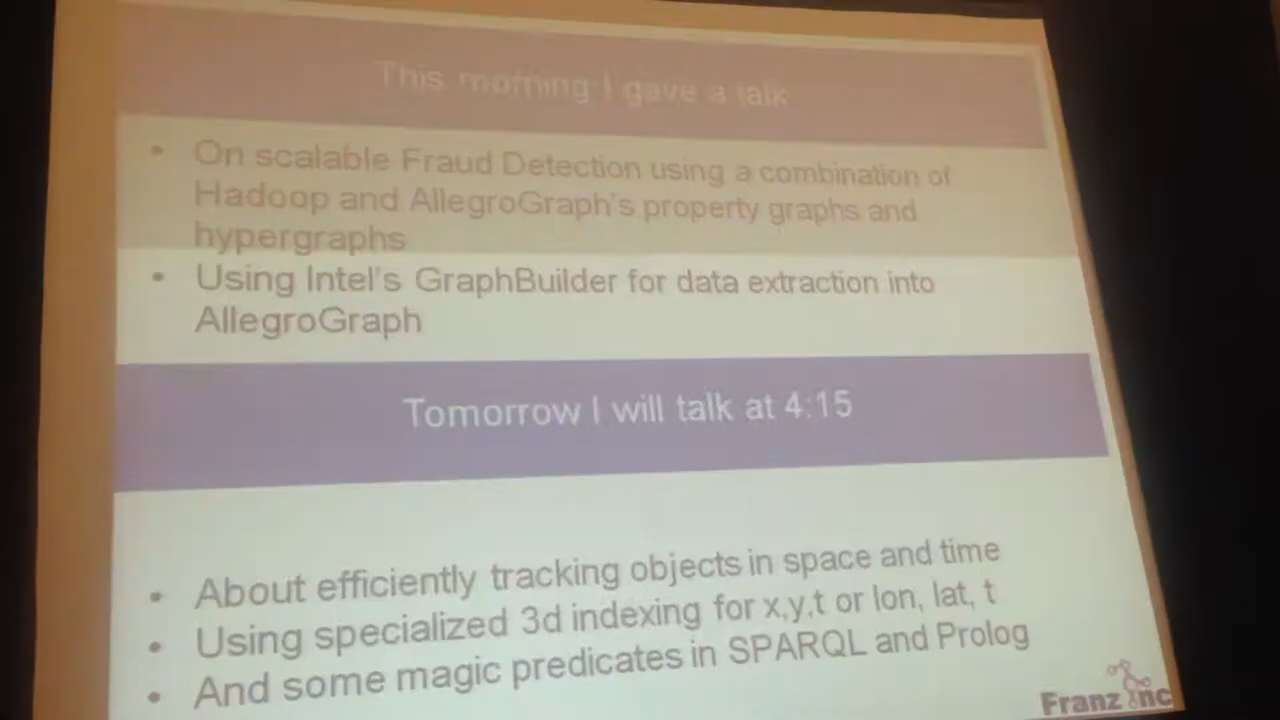 This morning I gave a talk
• On scalable Fraud Detection using a combination of
Hadoop and AllegroGraph's property graphs and
hypergraphs
• Using Intel's GraphBuilder for data extraction into
AllegroGraph
Tomorrow I will talk at 4:15
• About efficiently tracking objects in space and time
• Using specialized 3d indexing for x,y,t or lon, lat, t
• And some magic predicates in SPARQL and Prolog
Franz Inc